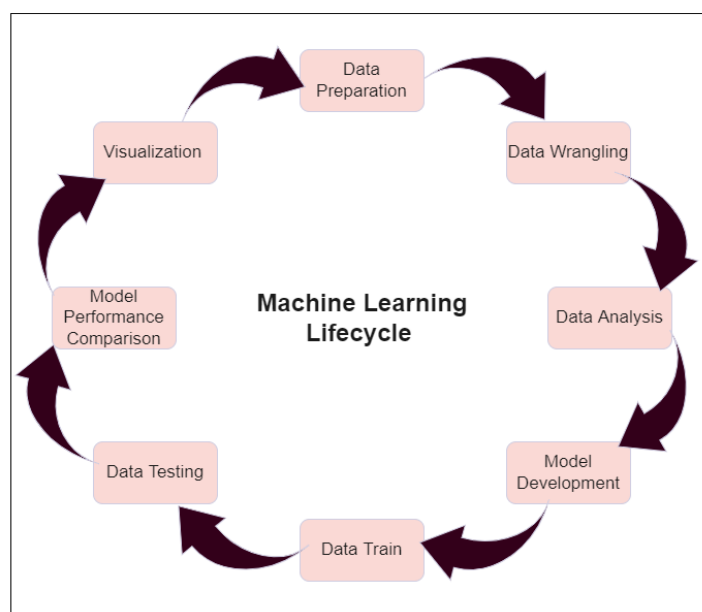 Data
Preparation
Visualization
Data Wrangling
Model
Performance
Comparison
Machine Learning
Lifecycle
Data Analysis
Data Testing
Model
Development
Data Train